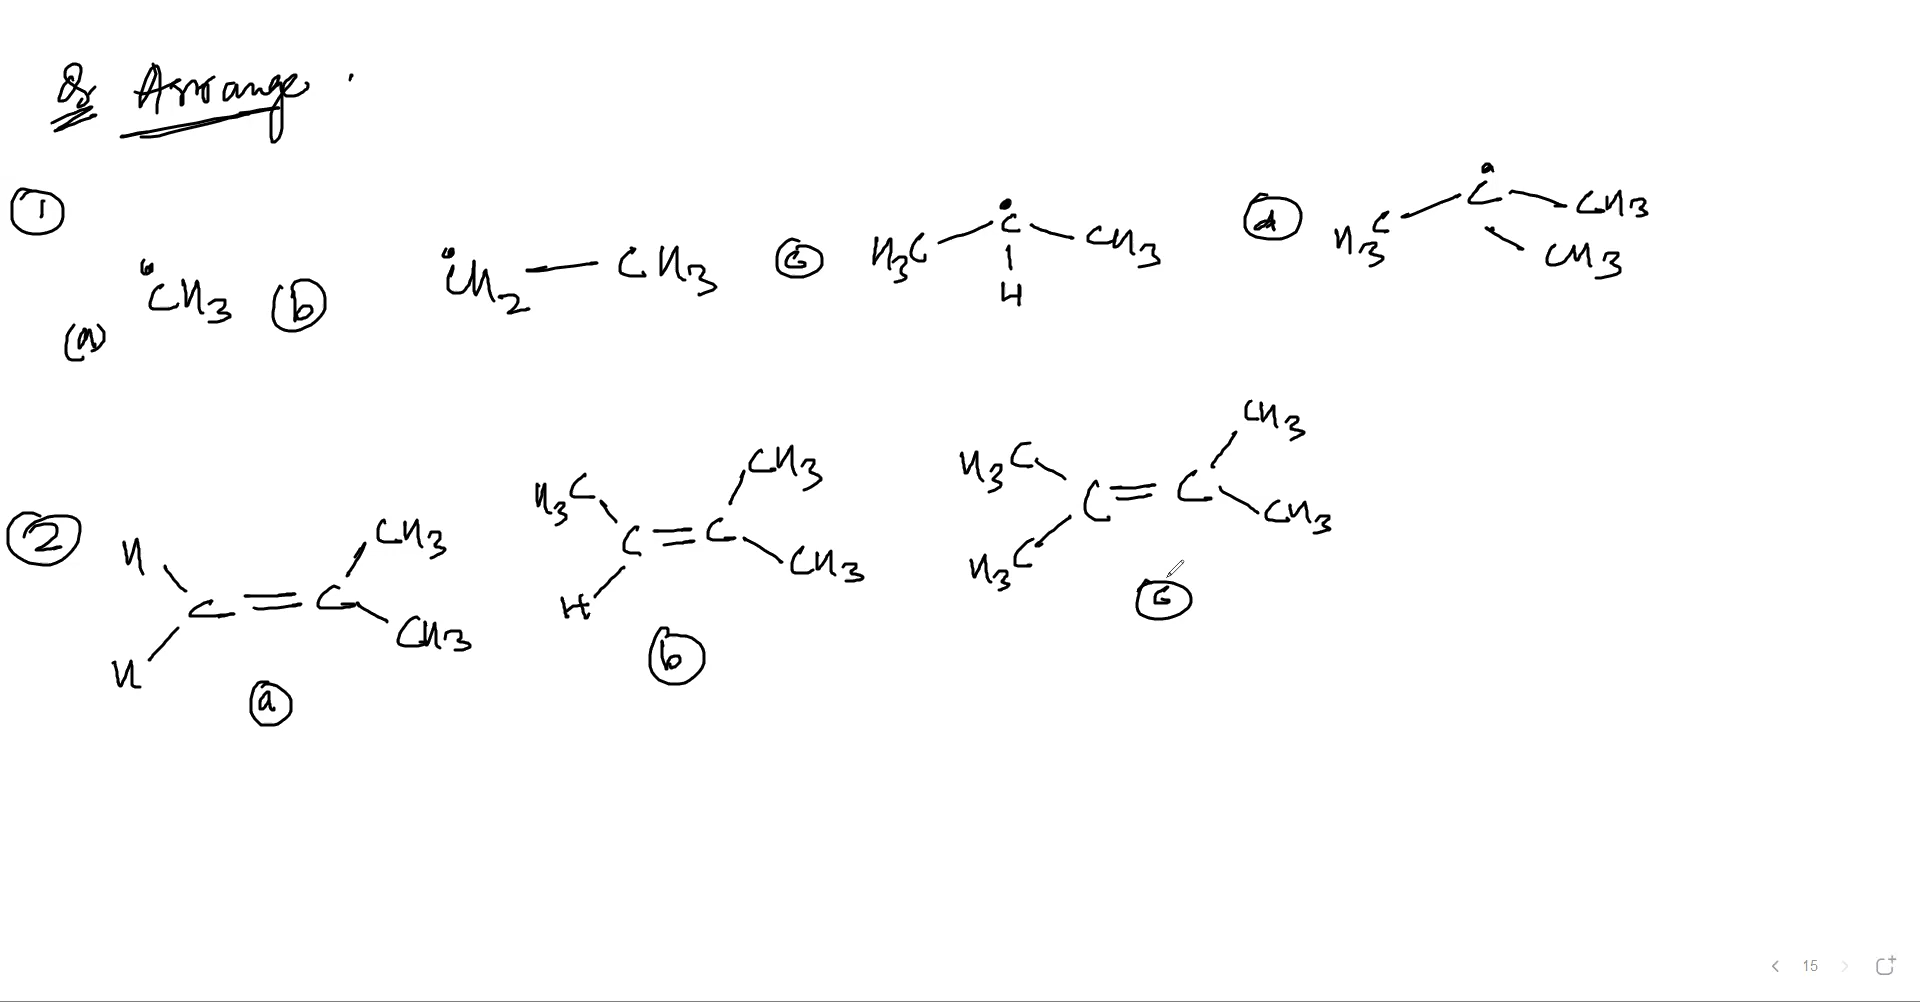 Q Arrange .
① 
(a) ĊH3 ⓑ ĊH2—CH3 ⓒ H3C—Ċ—CH3 ⓓ H3C—Ċ—CH3
H CH3
② H H3C CH3 H3C CH3
C=C CH3 C=C C=C
H CH3 H CH3 H3C CH3
ⓐ ⓑ ⓒ
15